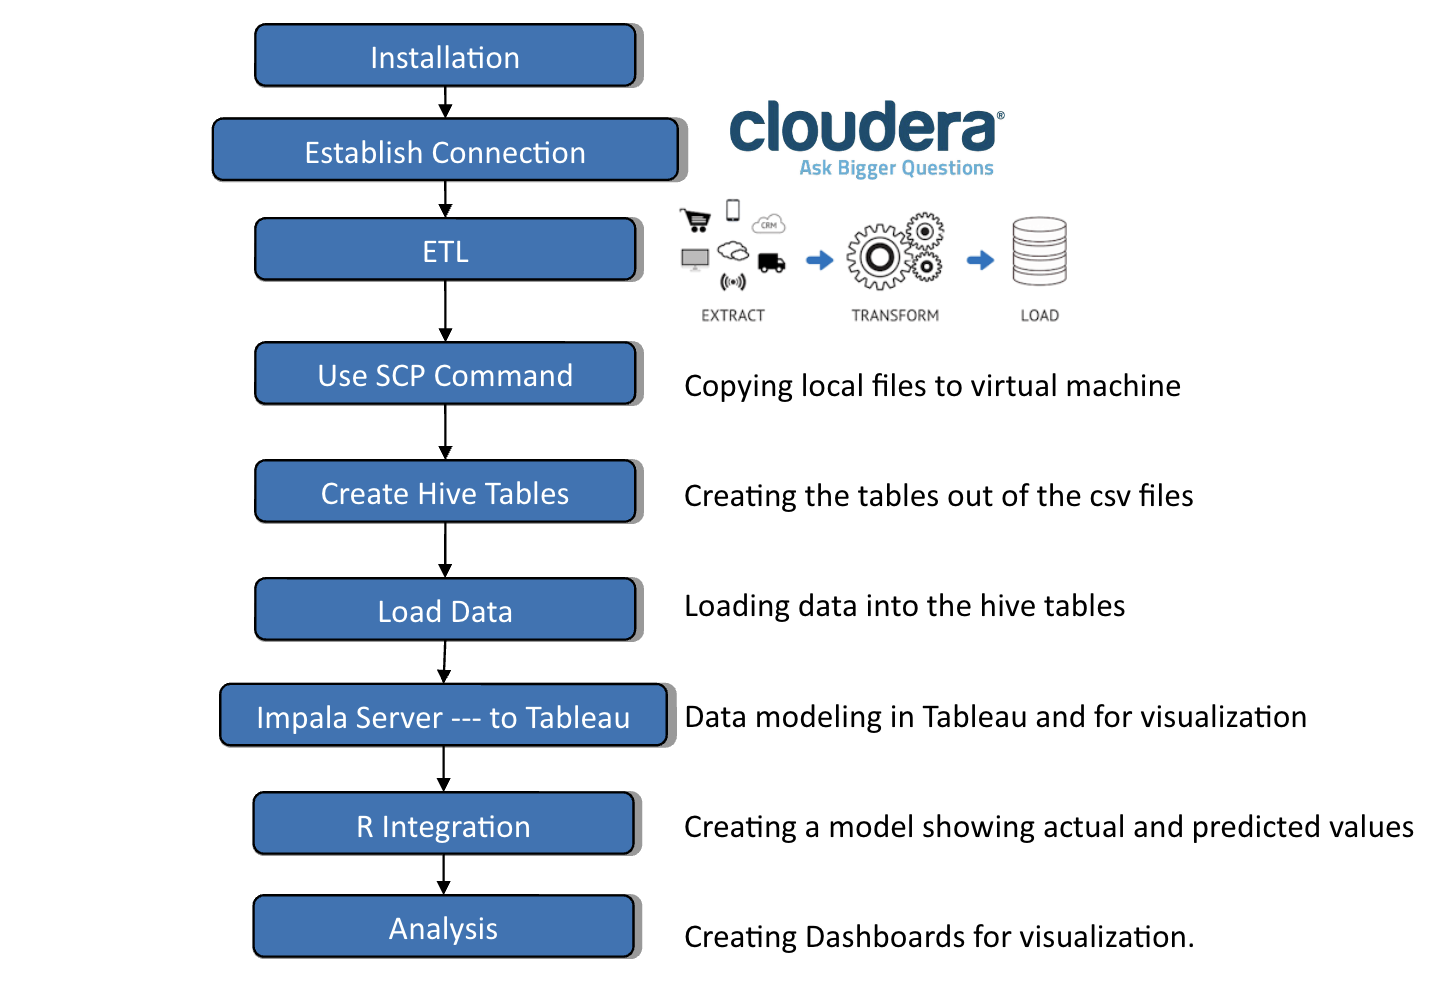 Installation
Establish Connection
cloudera®
Ask Bigger Questions
ETL
CRM
EXTRACT
TRANSFORM
LOAD
Use SCP Command
Copying local files to virtual machine
Create Hive Tables
Creating the tables out of the csv files
Load Data
Loading data into the hive tables
Impala Server --- to Tableau
Data modeling in Tableau and for visualization
R Integration
Creating a model showing actual and predicted values
Analysis
Creating Dashboards for visualization.